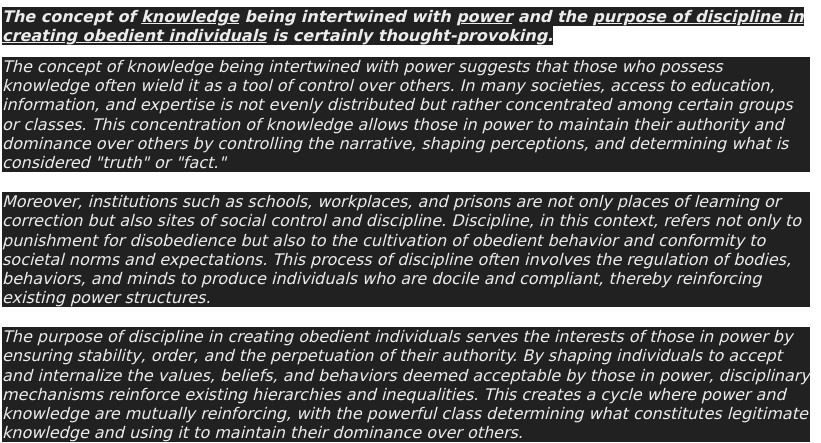 The concept of knowledge being intertwined with power and the purpose of discipline in
creating obedient individuals is certainly thought-provoking.
The concept of knowledge being intertwined with power suggests that those who possess
knowledge often wield it as a tool of control over others. In many societies, access to education,
information, and expertise is not evenly distributed but rather concentrated among certain groups
or classes. This concentration of knowledge allows those in power to maintain their authority and
dominance over others by controlling the narrative, shaping perceptions, and determining what is
considered "truth" or "fact."
Moreover, institutions such as schools, workplaces, and prisons are not only places of learning or
correction but also sites of social control and discipline. Discipline, in this context, refers not only to
punishment for disobedience but also to the cultivation of obedient behavior and conformity to
societal norms and expectations. This process of discipline often involves the regulation of bodies,
behaviors, and minds to produce individuals who are docile and compliant, thereby reinforcing
existing power structures.
The purpose of discipline in creating obedient individuals serves the interests of those in power by
ensuring stability, order, and the perpetuation of their authority. By shaping individuals to accept
and internalize the values, beliefs, and behaviors deemed acceptable by those in power, disciplinary
mechanisms reinforce existing hierarchies and inequalities. This creates a cycle where power and
knowledge are mutually reinforcing, with the powerful class determining what constitutes legitimate
knowledge and using it to maintain their dominance over others.